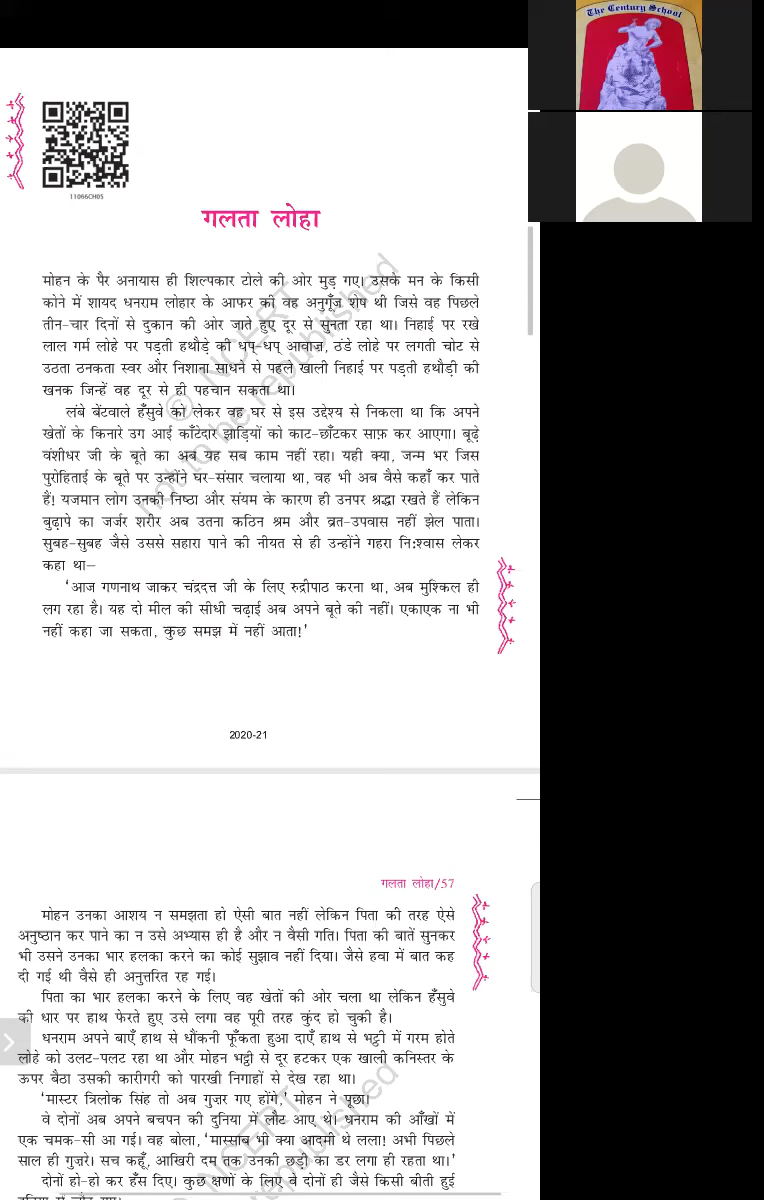 The Century School
11066CH05
गलता लोहा
मोहन के पैर अनायास ही शिल्पकार टोले की ओर मुड़ गए। उसके मन के किसी
कोने में शायद धनराम लोहार के आफर की वह अनुगूँज शेष थी जिसे वह पिछले
तीन-चार दिनों से दुकान की ओर जाते हुए दूर से सुनता रहा था। निहाई पर रखे
लाल गर्म लोहे पर पड़ती हथौड़े की धप्-धप् आवाज़, ठंडे लोहे पर लगती चोट से
उठता ठनकता स्वर और निशाना साधने से पहले खाली निहाई पर पड़ती हथौड़ी की
खनक जिन्हें वह दूर से ही पहचान सकता था।
लंबे बेंटवाले हँसुवे को लेकर वह घर से इस उद्देश्य से निकला था कि अपने
खेतों के किनारे उग आई काँटेदार झाड़ियों को काट-छाँटकर साफ़ कर आएगा। बूढ़े
वंशीधर जी के बूते का अब यह सब काम नहीं रहा। यही क्या, जन्म भर जिस
पुरोहिताई के बूते पर उन्होंने घर-संसार चलाया था, वह भी अब वैसे कहाँ कर पाते
हैं! यजमान लोग उनकी निष्ठा और संयम के कारण ही उनपर श्रद्धा रखते हैं लेकिन
बुढ़ापे का जर्जर शरीर अब उतना कठिन श्रम और व्रत-उपवास नहीं झेल पाता।
सुबह-सुबह जैसे उससे सहारा पाने की नीयत से ही उन्होंने गहरा नि:श्वास लेकर
कहा था–
'आज गणनाथ जाकर चंद्रदत्त जी के लिए रुद्रीपाठ करना था, अब मुश्किल ही
लग रहा है। यह दो मील की सीधी चढ़ाई अब अपने बूते की नहीं। एकाएक ना भी
नहीं कहा जा सकता, कुछ समझ में नहीं आता!'
© NCERT
not to be republished
2020-21
गलता लोहा/57
मोहन उनका आशय न समझता हो ऐसी बात नहीं लेकिन पिता की तरह ऐसे
अनुष्ठान कर पाने का न उसे अभ्यास ही है और न वैसी गति। पिता की बातें सुनकर
भी उसने उनका भार हलका करने का कोई सुझाव नहीं दिया। जैसे हवा में बात कह
दी गई थी वैसे ही अनुत्तरित रह गई।
पिता का भार हलका करने के लिए वह खेतों की ओर चला था लेकिन हँसुवे
की धार पर हाथ फेरते हुए उसे लगा वह पूरी तरह कुंद हो चुकी है।
धनराम अपने बाएँ हाथ से धौंकनी फूँकता हुआ दाएँ हाथ से भट्ठी में गरम होते
लोहे को उलट-पलट रहा था और मोहन भट्ठी से दूर हटकर एक खाली कनिस्तर के
ऊपर बैठा उसकी कारीगरी को पारखी निगाहों से देख रहा था।
'मास्टर त्रिलोक सिंह तो अब गुज़र गए होंगे,' मोहन ने पूछा।
वे दोनों अब अपने बचपन की दुनिया में लौट आए थे। धनराम की आँखों में
एक चमक-सी आ गई। वह बोला, 'मास्साब भी क्या आदमी थे लला! अभी पिछले
साल ही गुज़रे। सच कहूँ, आखिरी दम तक उनकी छड़ी का डर लगा ही रहता था।'
दोनों हो-हो कर हँस दिए। कुछ क्षणों के लिए वे दोनों ही जैसे किसी बीती हुई